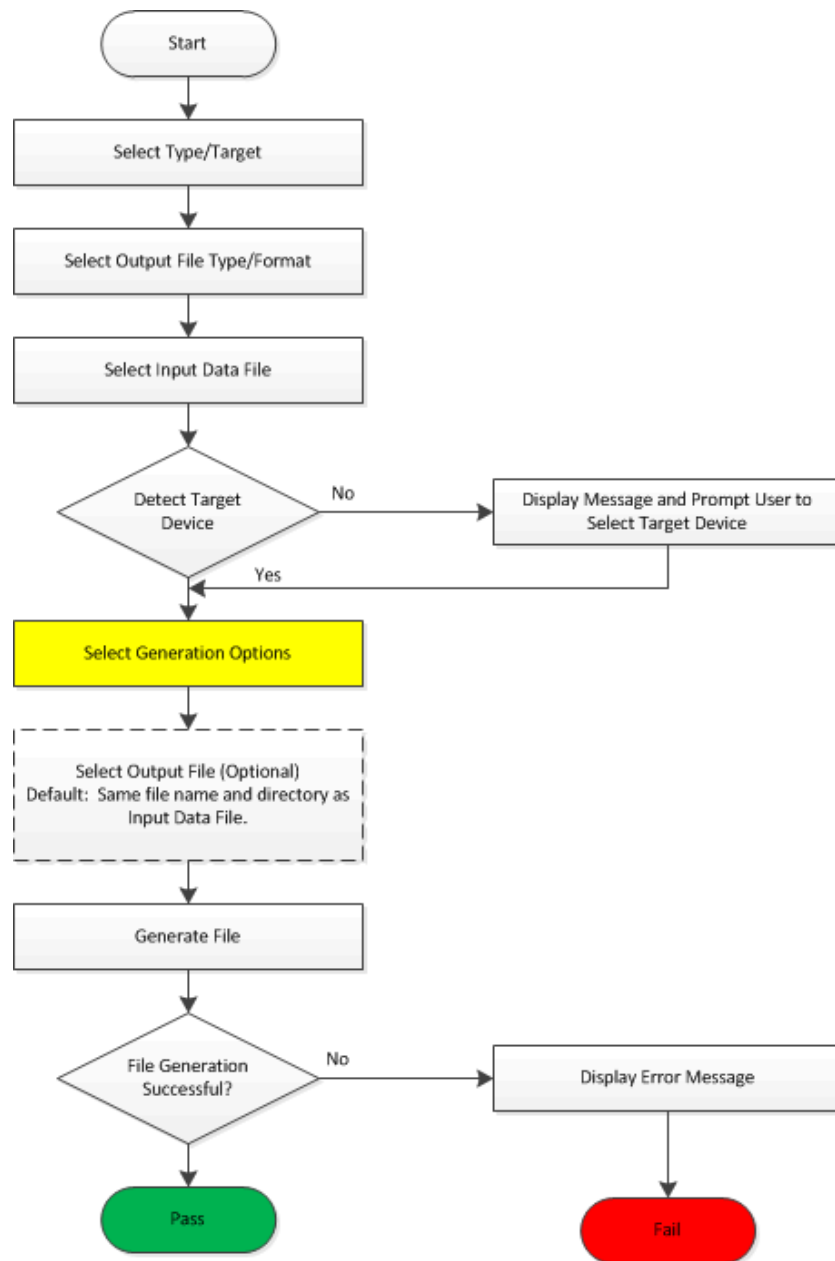 Start
Select Type/Target
Select Output File Type/Format
Select Input Data File
Detect Target
Device
No
Display Message and Prompt User to
Select Target Device
Yes
Select Generation Options
Select Output File (Optional)
Default:  Same file name and directory as
Input Data File.
Generate File
File Generation
Successful?
No
Display Error Message
Pass
Fail